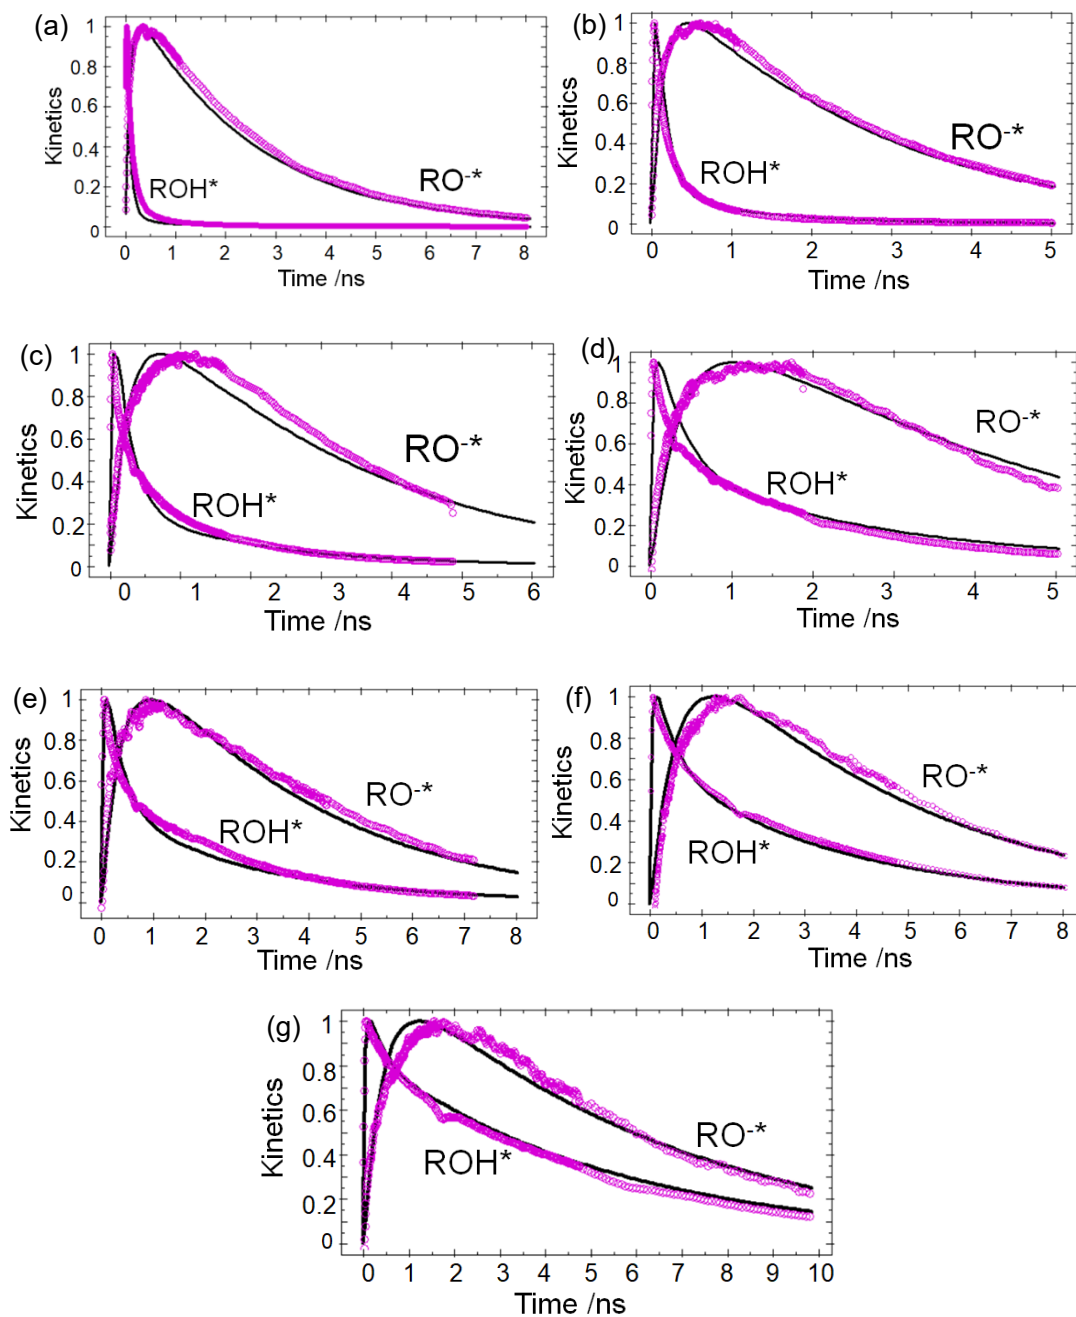 (a)
1
0.8
0.6
0.4
0.2
0
Kinetics
ROH*
RO-*
0 1 2 3 4 5 6 7 8
Time /ns
(b)
1
0.8
0.6
0.4
0.2
0
Kinetics
ROH*
RO-*
0 1 2 3 4 5
Time /ns
(c)
1
0.8
0.6
0.4
0.2
0
Kinetics
ROH*
RO-*
0 1 2 3 4 5 6
Time /ns
(d)
1
0.8
0.6
0.4
0.2
0
Kinetics
ROH*
RO-*
0 1 2 3 4 5
Time /ns
(e)
1
0.8
0.6
0.4
0.2
0
Kinetics
ROH*
RO-*
0 1 2 3 4 5 6 7 8
Time /ns
(f)
1
0.8
0.6
0.4
0.2
0
Kinetics
ROH*
RO-*
0 1 2 3 4 5 6 7 8
Time /ns
(g)
1
0.8
0.6
0.4
0.2
0
Kinetics
ROH*
RO-*
0 1 2 3 4 5 6 7 8 9 10
Time /ns